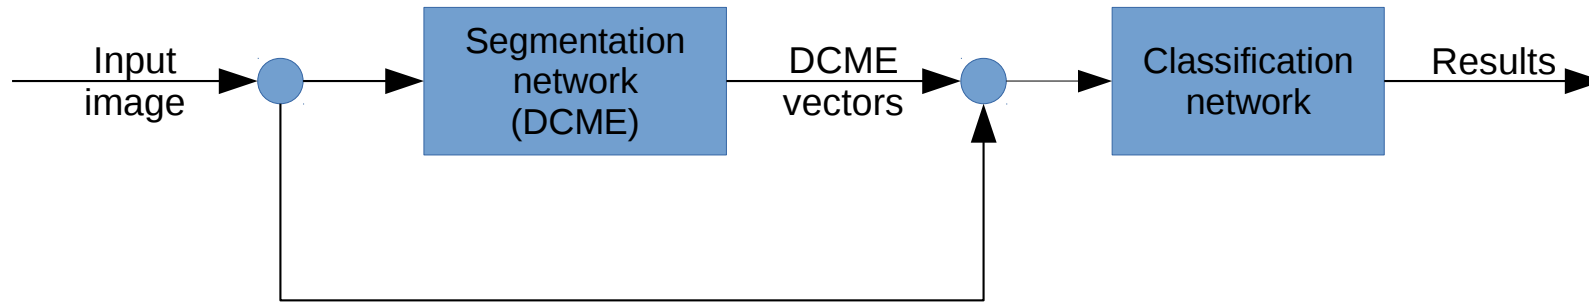 Input
image
Segmentation
network
(DCME)
DCME
vectors
Classification
network
Results